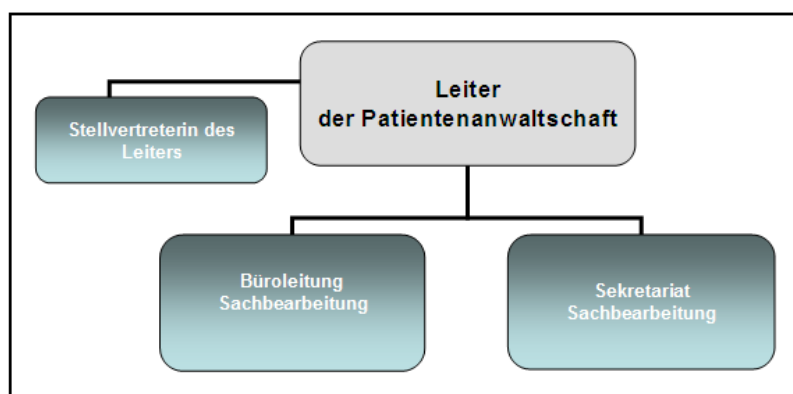 Leiter
der Patientenanwaltschaft
Stellvertreterin des
Leiters
Büroleitung
Sachbearbeitung
Sekretariat
Sachbearbeitung